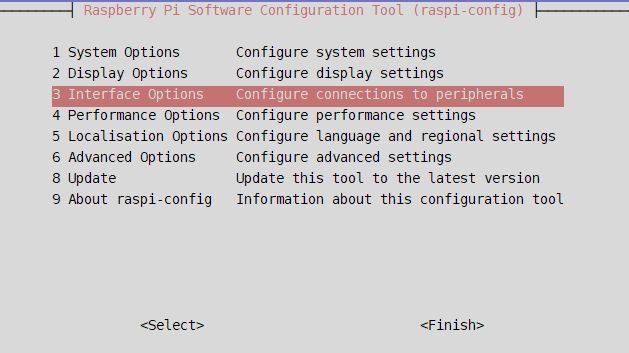 Raspberry Pi Software Configuration Tool (raspi-config)
1 System Options Configure system settings
2 Display Options Configure display settings
3 Interface Options Configure connections to peripherals
4 Performance Options Configure performance settings
5 Localisation Options Configure language and regional settings
6 Advanced Options Configure advanced settings
8 Update Update this tool to the latest version
9 About raspi-config Information about this configuration tool
<Select> <Finish>